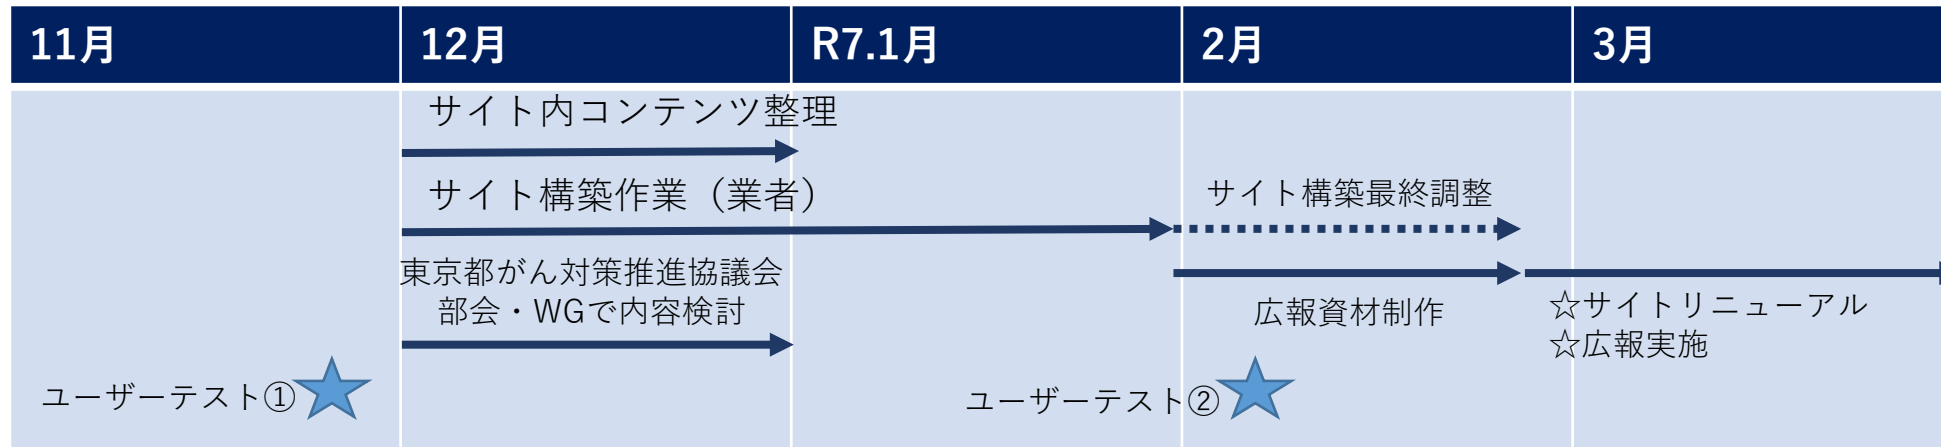 11月
12月
R7.1月
2月
3月
サイト内コンテンツ整理
サイト構築作業（業者）
サイト構築最終調整
東京都がん対策推進協議会
部会・WGで内容検討
広報資材制作
☆サイトリニューアル
☆広報実施
ユーザーテスト①
ユーザーテスト②